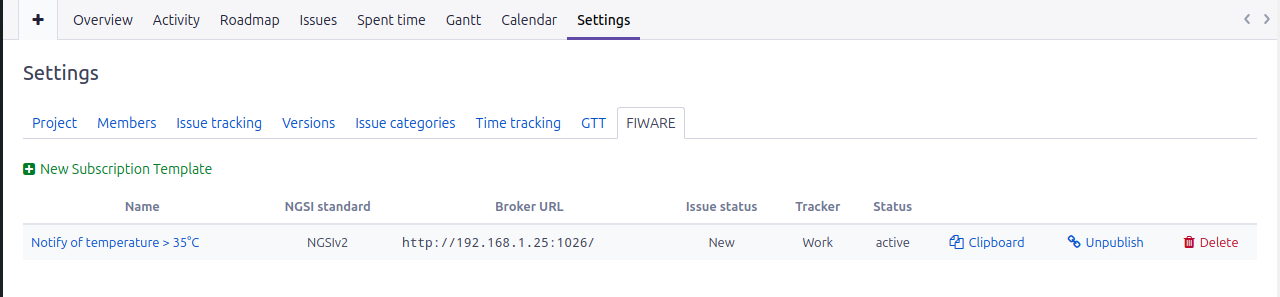 + Overview Activity Roadmap Issues Spent time Gantt Calendar Settings
Settings
Project Members Issue tracking Versions Issue categories Time tracking GTT FIWARE
New Subscription Template
Name NGSI standard Broker URL Issue status Tracker Status
Notify of temperature > 35°C NGSIv2 http://192.168.1.25:1026/ New Work active Clipboard Unpublish Delete